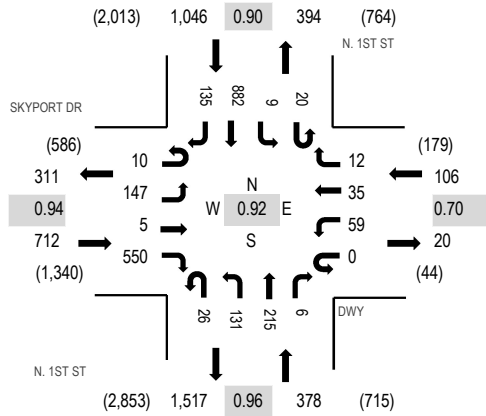 (2,013) 1,046 0.90 394 (764)
N. 1ST ST
135 882 9 20
SKYPORT DR
(586) (179)
10 12
311 106
147 N 35
0.94 W 0.92 E 0.70
5 S 59
712 20
550 0
(1,340) (44)
26 131 215 6
DWY
N. 1ST ST
(2,853) 1,517 0.96 378 (715)